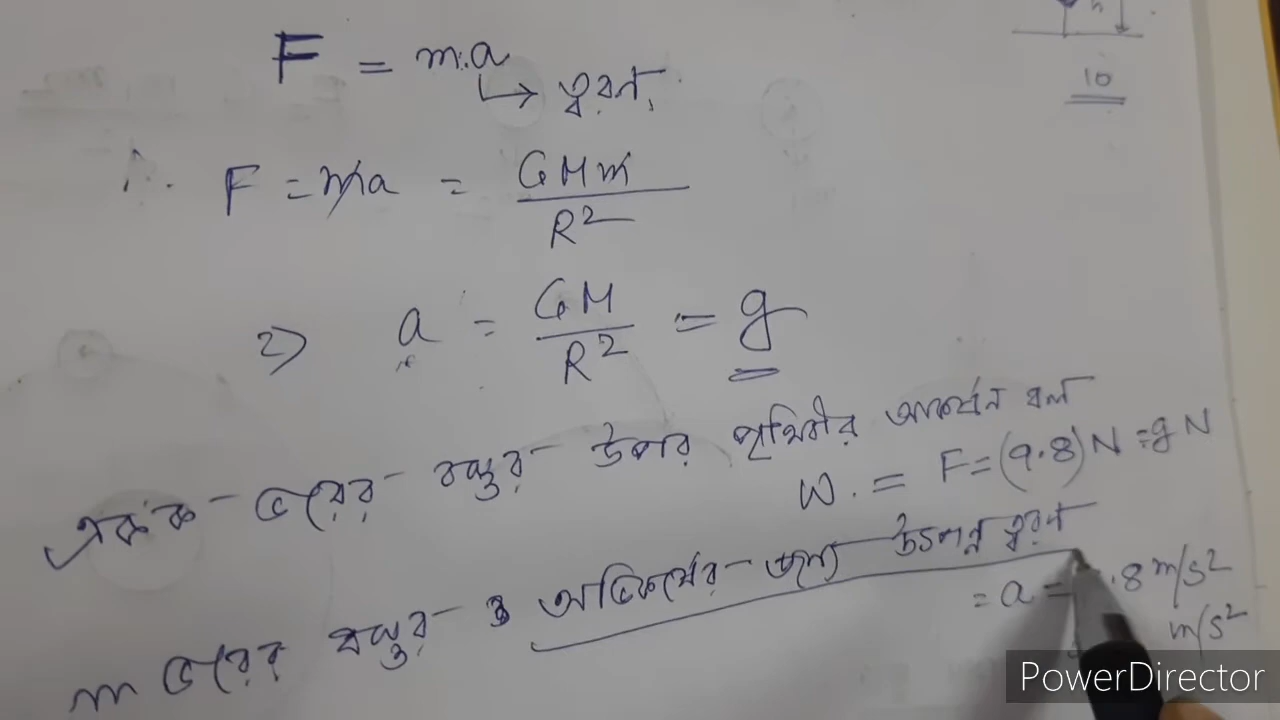 h
10
F = m.a
↳ ত্বরণ
∴ F = ma = GMm / R²
⇒ a = GM / R² = g
একক ভরের বস্তুর উপর পৃথিবীর আকর্ষন বল
W. = F = (9.8) N = g N
m ভরের বস্তুর অভিকর্ষের জন্য উৎপন্ন ত্বরণ
= a = .8 m/s²
m/s²
PowerDirector